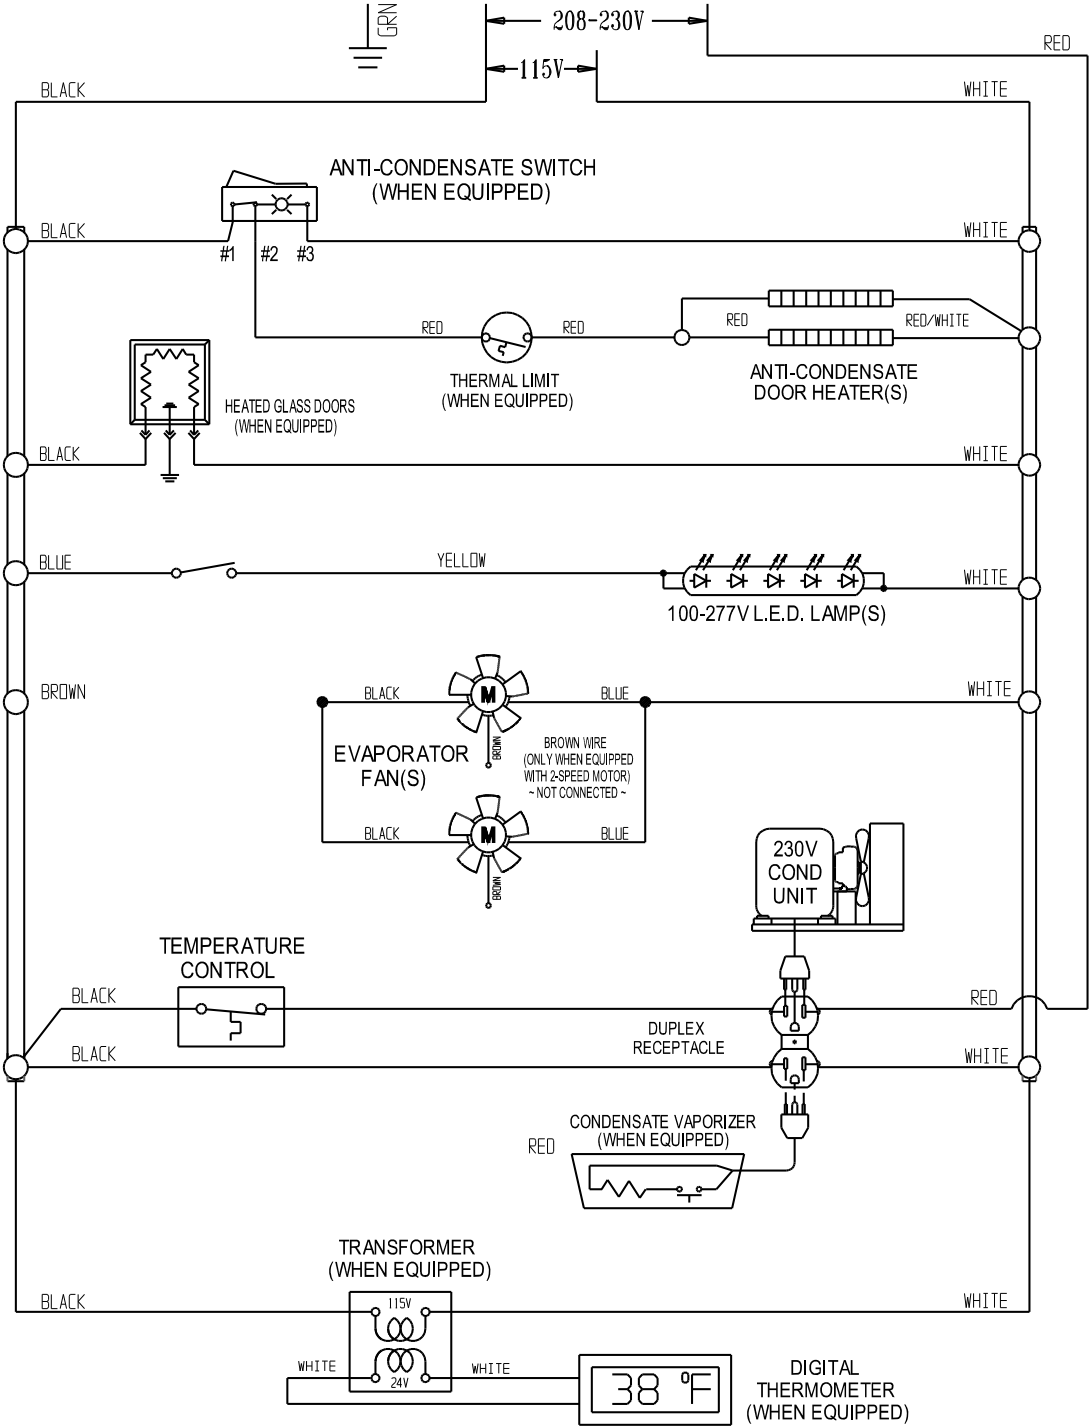 GRN
208-230V
RED
115V
BLACK
WHITE
ANTI-CONDENSATE SWITCH
(WHEN EQUIPPED)
BLACK
WHITE
#1
#2
#3
RED
RED
RED
RED/WHITE
THERMAL LIMIT
(WHEN EQUIPPED)
ANTI-CONDENSATE
DOOR HEATER(S)
HEATED GLASS DOORS
(WHEN EQUIPPED)
BLACK
WHITE
BLUE
YELLOW
WHITE
100-277V L.E.D. LAMP(S)
BROWN
BLACK
M
BLUE
WHITE
BROWN
EVAPORATOR
FAN(S)
BROWN WIRE
(ONLY WHEN EQUIPPED
WITH 2-SPEED MOTOR)
~ NOT CONNECTED ~
BLACK
M
BLUE
BROWN
230V
COND
UNIT
TEMPERATURE
CONTROL
BLACK
RED
DUPLEX
RECEPTACLE
BLACK
WHITE
CONDENSATE VAPORIZER
(WHEN EQUIPPED)
RED
TRANSFORMER
(WHEN EQUIPPED)
BLACK
115V
WHITE
WHITE
24V
WHITE
38 °F
DIGITAL
THERMOMETER
(WHEN EQUIPPED)